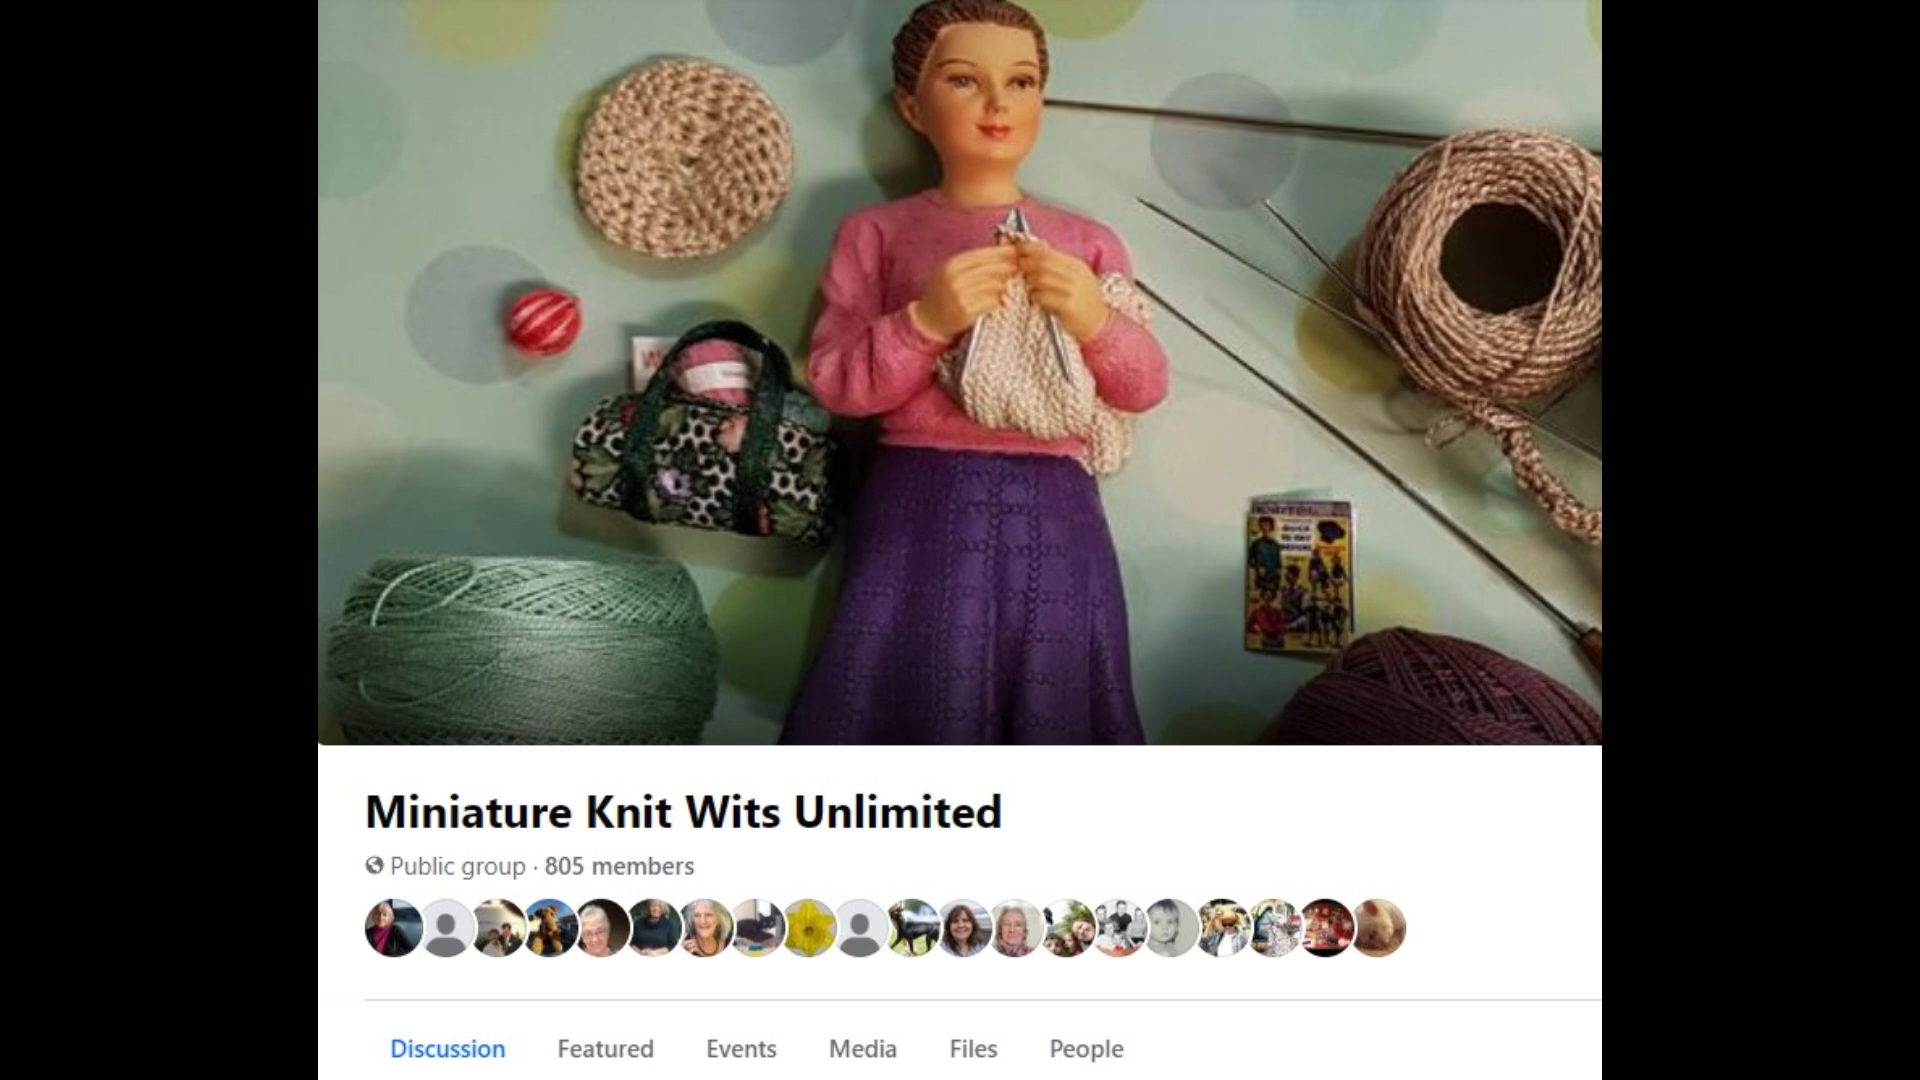 Miniature Knit Wits Unlimited
Public group · 805 members
Discussion Featured Events Media Files People